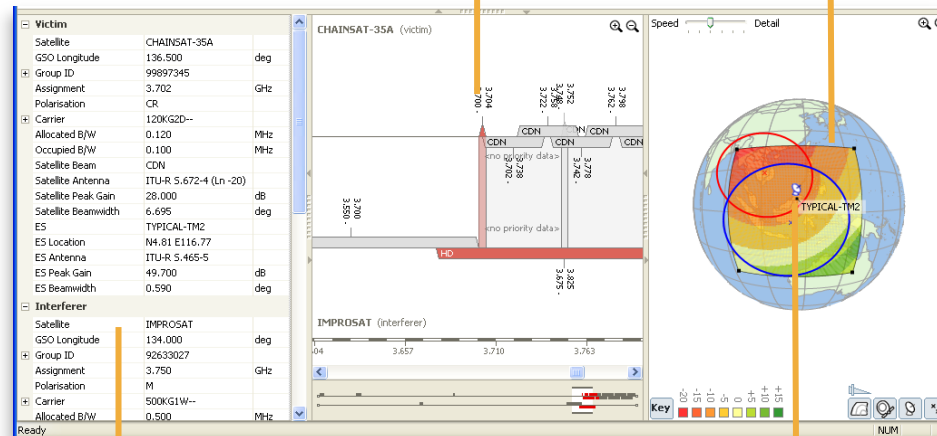 Victim
Satellite CHAINSAT-35A
GSO Longitude 136.500 deg
Group ID 99897345
Assignment 3.702 GHz
Polarisation CR
Carrier 120KG2D--
Allocated B/W 0.120 MHz
Occupied B/W 0.100 MHz
Satellite Beam CDN
Satellite Antenna ITU-R S.672-4 (Ln -20)
Satellite Peak Gain 28.000 dB
Satellite Beamwidth 6.695 deg
ES TYPICAL-TM2
ES Location N4.81 E116.77
ES Antenna ITU-R S.465-5
ES Peak Gain 49.700 dB
ES Beamwidth 0.590 deg
Interferer
Satellite IMPROSAT
GSO Longitude 134.000 deg
Group ID 92633027
Assignment 3.750 GHz
Polarisation M
Carrier 500KG1W--
Allocated B/W 0.500 MHz
Ready
CHAINSAT-35A (victim)
3.704
3.700 -
3.722
3.752
3.798
3.762 -
CDN
CDN
CDN
CDN
CDN
CDN
<no priority data>
3.738
3.702 -
3.778
3.742 -
3.700
3.550 -
<no priority data>
HD
3.825
3.675 -
IMPROSAT (interferer)
04 3.657 3.710 3.763
Speed Detail
TYPICAL-TM2
Key
-20 -15 -10 -5 0 +5 +10 +15
NUM